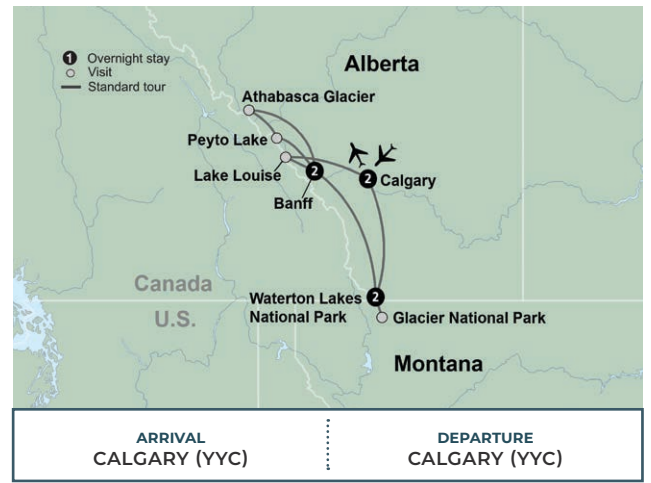 1 Overnight stay
Visit
Standard tour
Alberta
Athabasca Glacier
Peyto Lake
Lake Louise
2
Banff
2 Calgary
Canada
U.S.
Waterton Lakes
National Park
2
Glacier National Park
Montana
ARRIVAL
CALGARY (YYC)
DEPARTURE
CALGARY (YYC)